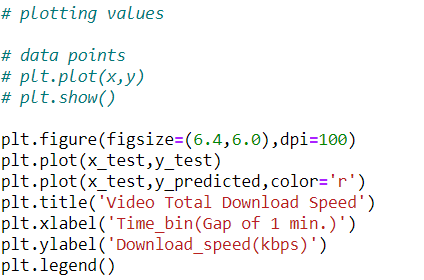 # plotting values
# data points
# plt.plot(x,y)
# plt.show()
plt.figure(figsize=(6.4,6.0),dpi=100)
plt.plot(x_test,y_test)
plt.plot(x_test,y_predicted,color='r')
plt.title('Video Total Download Speed')
plt.xlabel('Time_bin(Gap of 1 min.)')
plt.ylabel('Download_speed(kbps)')
plt.legend()